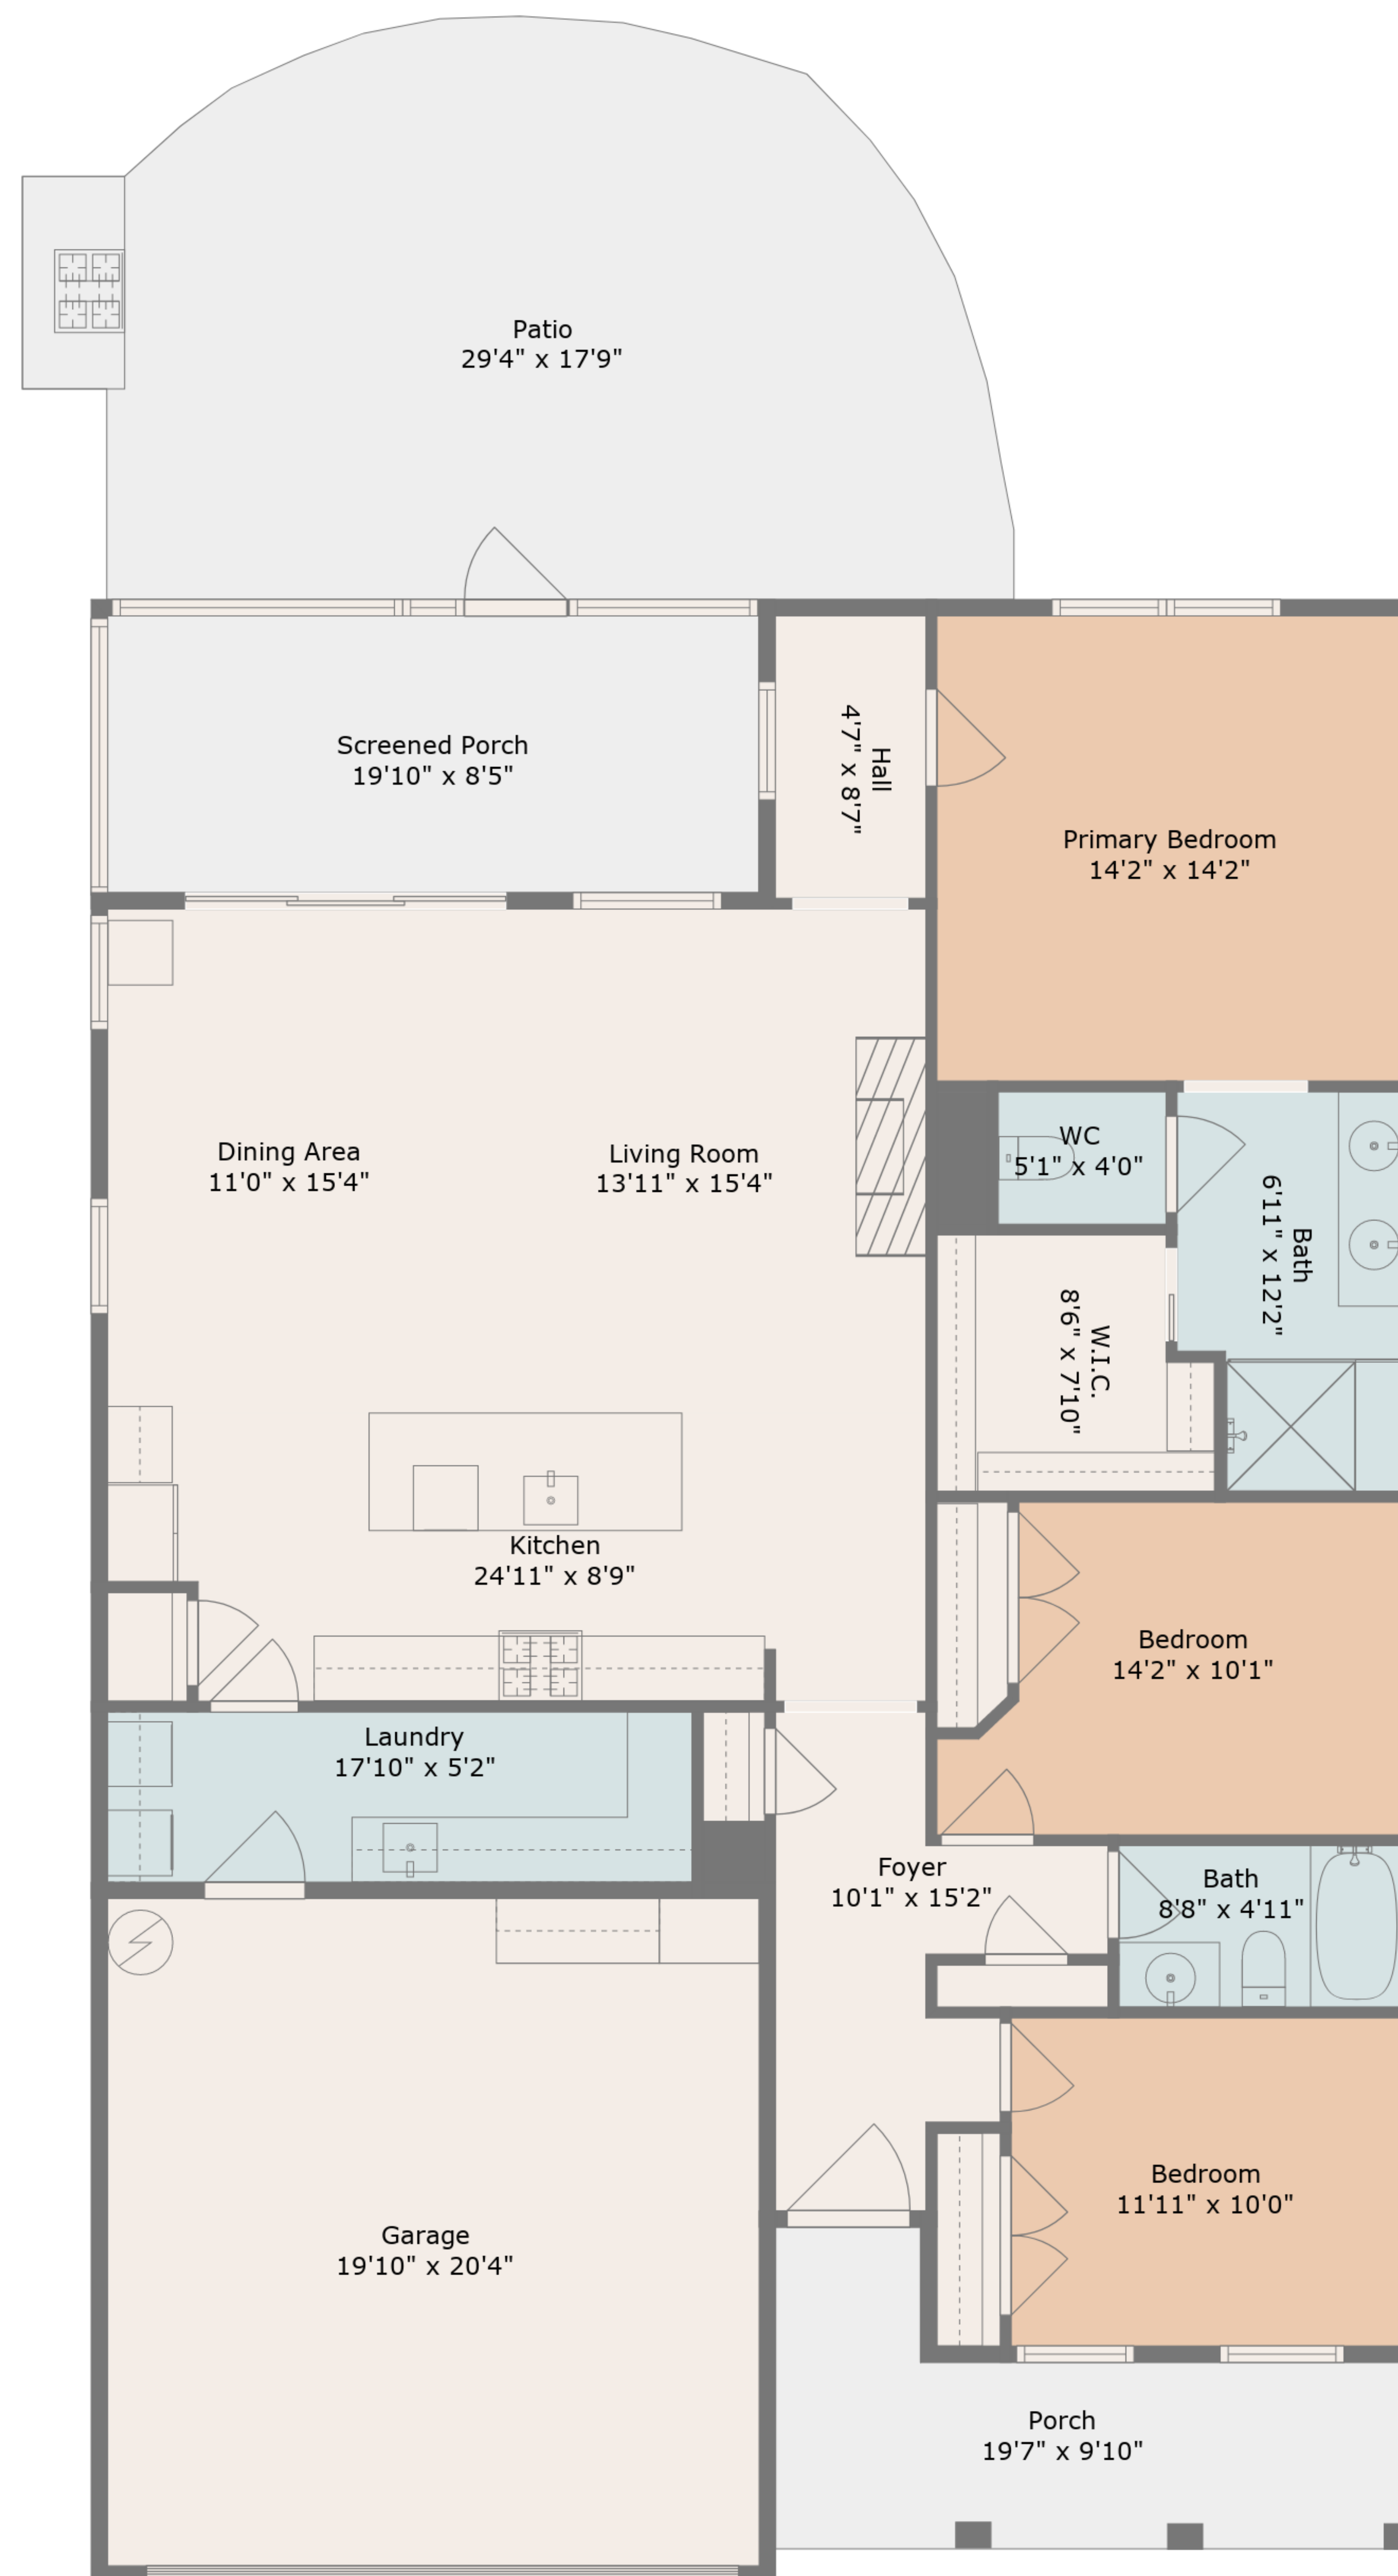 Patio
29'4" x 17'9"
Screened Porch
19'10" x 8'5"
Hall
4'7" x 8'7"
Primary Bedroom
14'2" x 14'2"
Dining Area
11'0" x 15'4"
Living Room
13'11" x 15'4"
WC
5'1" x 4'0"
Bath
6'11" x 12'2"
W.I.C.
8'6" x 7'10"
Kitchen
24'11" x 8'9"
Bedroom
14'2" x 10'1"
Laundry
17'10" x 5'2"
Foyer
10'1" x 15'2"
Bath
8'8" x 4'11"
Garage
19'10" x 20'4"
Bedroom
11'11" x 10'0"
Porch
19'7" x 9'10"